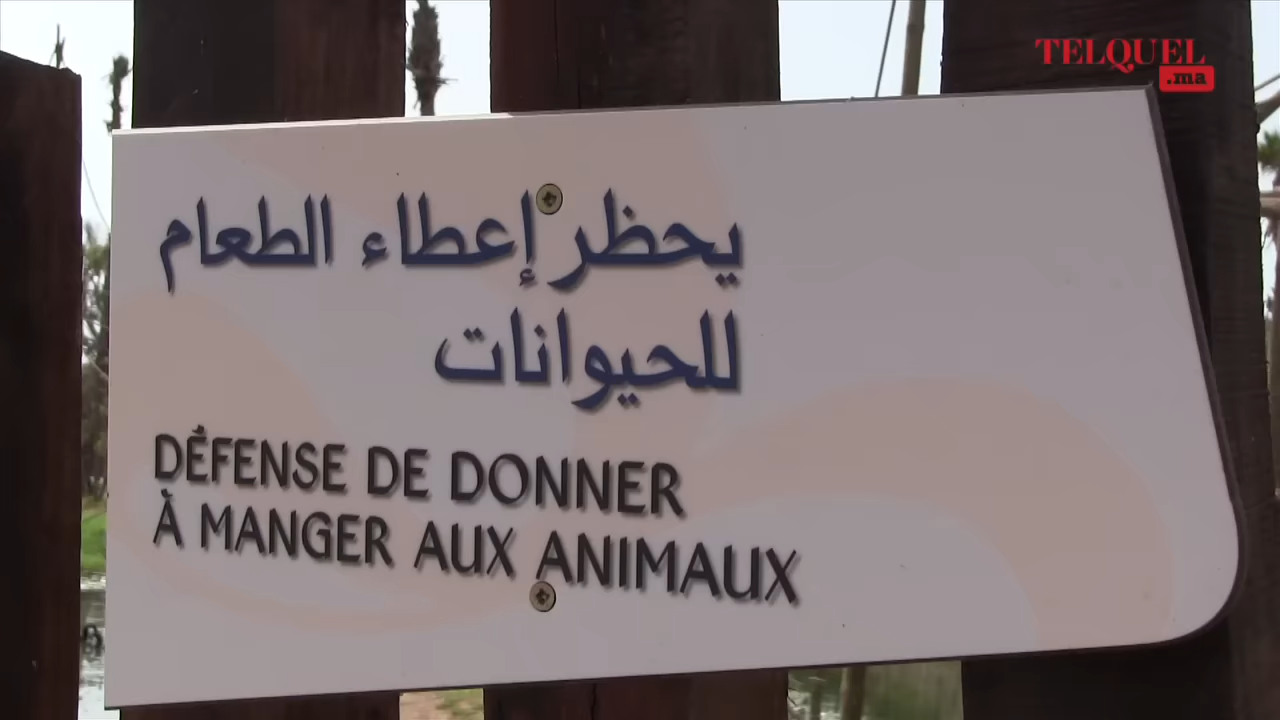 TELQUEL
.ma
يحظر إعطاء الطعام
للحيوانات
DÉFENSE DE DONNER
À MANGER AUX ANIMAUX